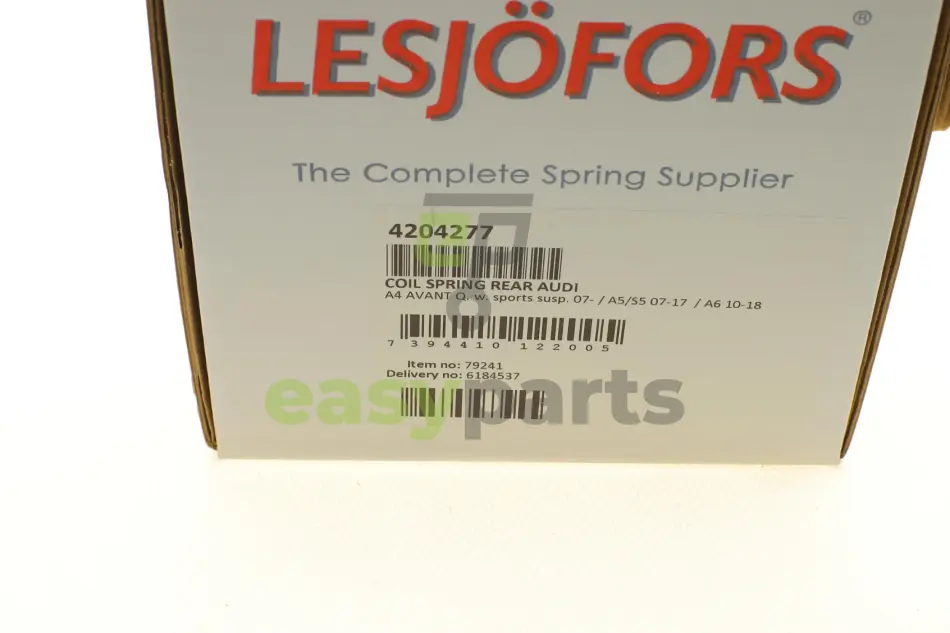 LESJÖFORS®
The Complete Spring Supplier
4204277
COIL SPRING REAR AUDI
A4 AVANT Q. w. sports susp. 07- / A5/S5 07-17 / A6 10-18
7 394410 122005
Item no: 79241
Delivery no: 6184537
easyparts